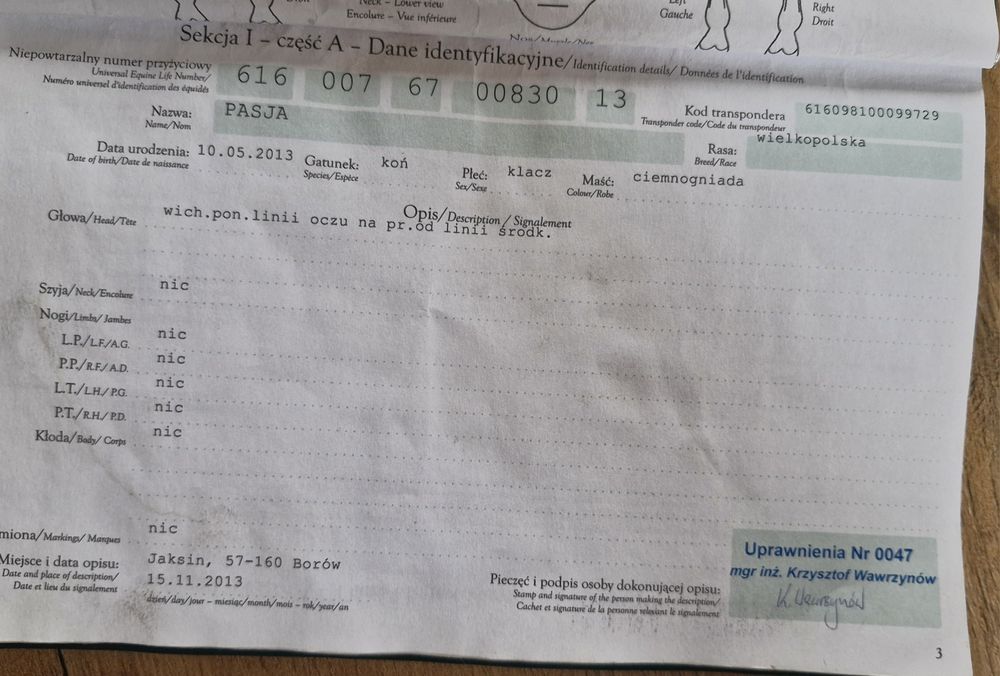 Neck – Lower view
Encolure – Vue inférieure
Left
Gauche
Right
Droit
Sekcja I – część A – Dane identyfikacyjne/Identification details/ Données de l'identification
Niepowtarzalny numer przyżyciowy
Universal Equine Life Number/
Numéro universel d'identification des équidés
616 007 67 00830 13
Kod transpondera 616098100099729
Transponder code/Code du transpondeur
Nazwa: PASJA
Name/Nom
Rasa: wielkopolska
Breed/Race
Data urodzenia: 10.05.2013 Gatunek: koń Płeć: klacz Maść: ciemnogniada
Date of birth/Date de naissance Species/Espèce Sex/Sexe Colour/Robe
Opis/Description / Signalement
Głowa/Head/Tête wich.pon.linii oczu na pr.od linii środk.
Szyja/Neck/Encolure nic
Nogi/Limbs/ Jambes
L.P./L.F./A.G. nic
P.P./R.F./A.D. nic
L.T./L.H./P.G. nic
P.T./R.H./P.D. nic
Kłoda/Body/ Corps nic
miona/Markings/ Marques nic
Miejsce i data opisu: Jaksin, 57-160 Borów
Date and place of description/ 15.11.2013
Date et lieu du signalement
dzień/day/jour – miesiąc/month/mois – rok/year/an
Pieczęć i podpis osoby dokonującej opisu:
Stamp and signature of the person making the description/
Cachet et signature de la personne relevant le signalement
Uprawnienia Nr 0047
mgr inż. Krzysztof Wawrzynów
K. Wawrzynów
3